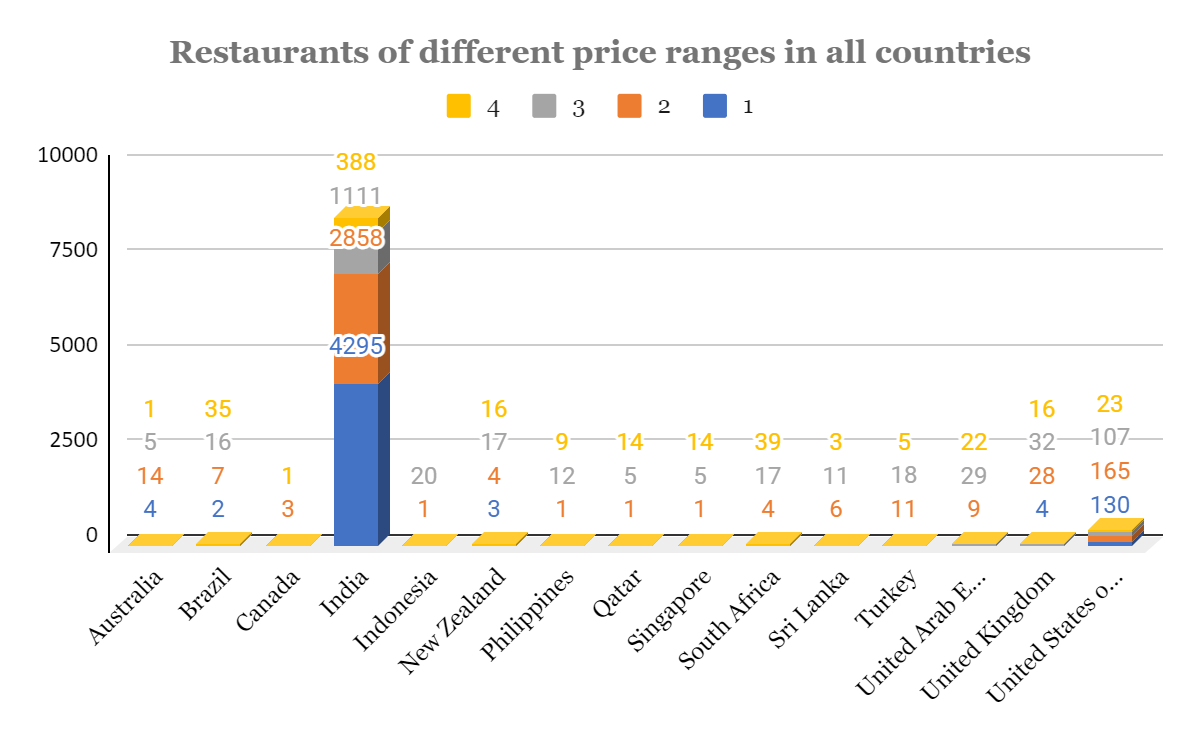 Restaurants of different price ranges in all countries
4 3 2 1
10000
7500
5000
2500
0
388
1111
2858
4295
1 35 16 16 23
5 16 17 9 14 14 39 3 5 22 32 107
14 7 1 20 4 12 5 5 17 11 18 29 28 165
4 2 3 1 3 1 1 1 4 6 11 9 4 130
Australia
Brazil
Canada
India
Indonesia
New Zealand
Philippines
Qatar
Singapore
South Africa
Sri Lanka
Turkey
United Arab E...
United Kingdom
United States o...